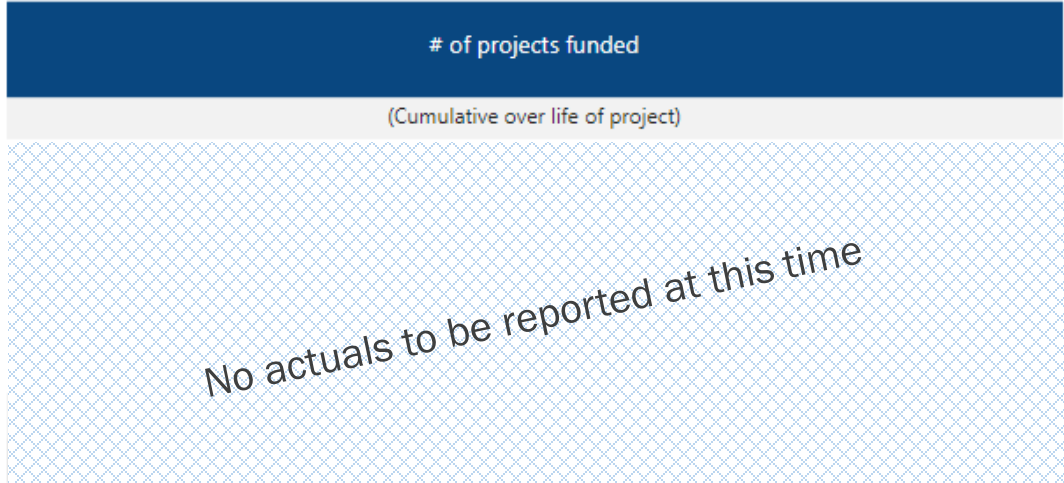 # of projects funded
(Cumulative over life of project)
No actuals to be reported at this time